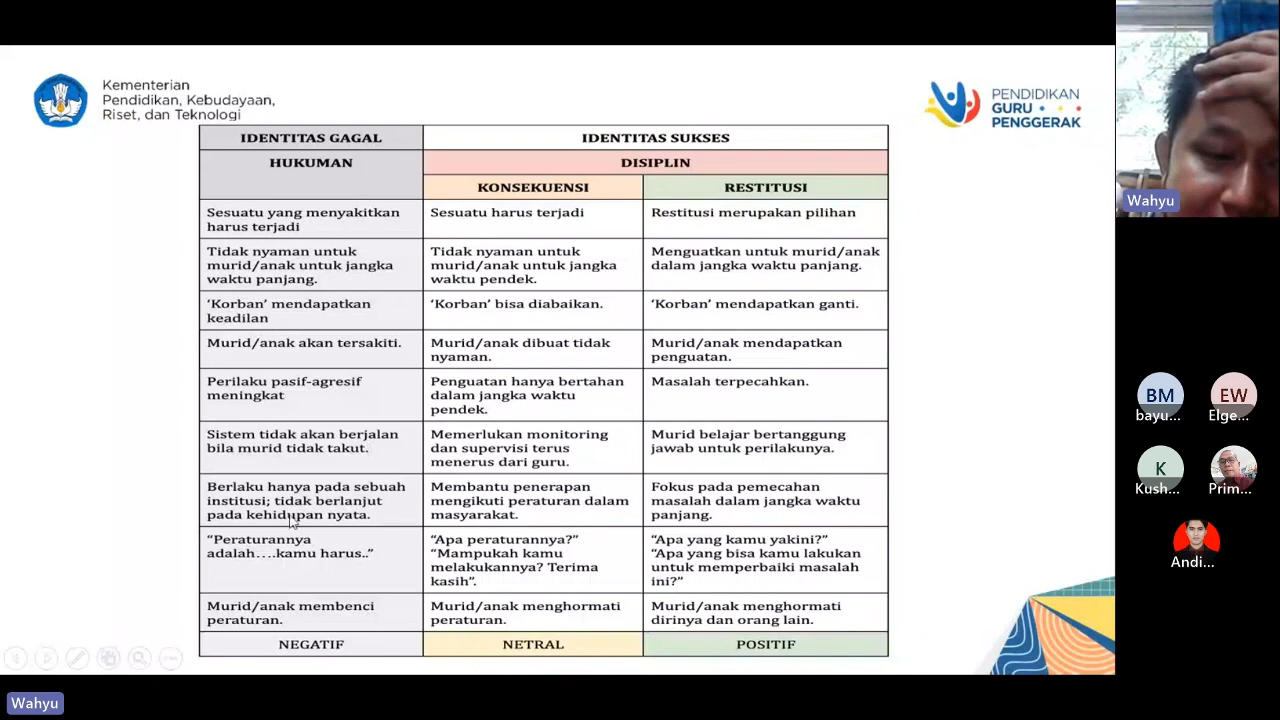 Kementerian
Pendidikan, Kebudayaan,
Riset, dan Teknologi
PENDIDIKAN
GURU
PENGGERAK
IDENTITAS GAGAL
IDENTITAS SUKSES
HUKUMAN
DISIPLIN
KONSEKUENSI
RESTITUSI
Sesuatu yang menyakitkan
harus terjadi
Sesuatu harus terjadi
Restitusi merupakan pilihan
Tidak nyaman untuk
murid/anak untuk jangka
waktu panjang.
Tidak nyaman untuk
murid/anak untuk jangka
waktu pendek.
Menguatkan untuk murid/anak
dalam jangka waktu panjang.
‘Korban’ mendapatkan
keadilan
‘Korban’ bisa diabaikan.
‘Korban’ mendapatkan ganti.
Murid/anak akan tersakiti.
Murid/anak dibuat tidak
nyaman.
Murid/anak mendapatkan
penguatan.
Perilaku pasif-agresif
meningkat
Penguatan hanya bertahan
dalam jangka waktu
pendek.
Masalah terpecahkan.
Sistem tidak akan berjalan
bila murid tidak takut.
Memerlukan monitoring
dan supervisi terus
menerus dari guru.
Murid belajar bertanggung
jawab untuk perilakunya.
Berlaku hanya pada sebuah
institusi; tidak berlanjut
pada kehidupan nyata.
Membantu penerapan
mengikuti peraturan dalam
masyarakat.
Fokus pada pemecahan
masalah dalam jangka waktu
panjang.
“Peraturannya
adalah….kamu harus..”
“Apa peraturannya?”
“Mampukah kamu
melakukannya? Terima
kasih”.
“Apa yang kamu yakini?”
“Apa yang bisa kamu lakukan
untuk memperbaiki masalah
ini?”
Murid/anak membenci
peraturan.
Murid/anak menghormati
peraturan.
Murid/anak menghormati
dirinya dan orang lain.
NEGATIF
NETRAL
POSITIF
Wahyu
BM
bayu...
EW
Elge...
K
Kush...
Prim...
Andi...
Wahyu